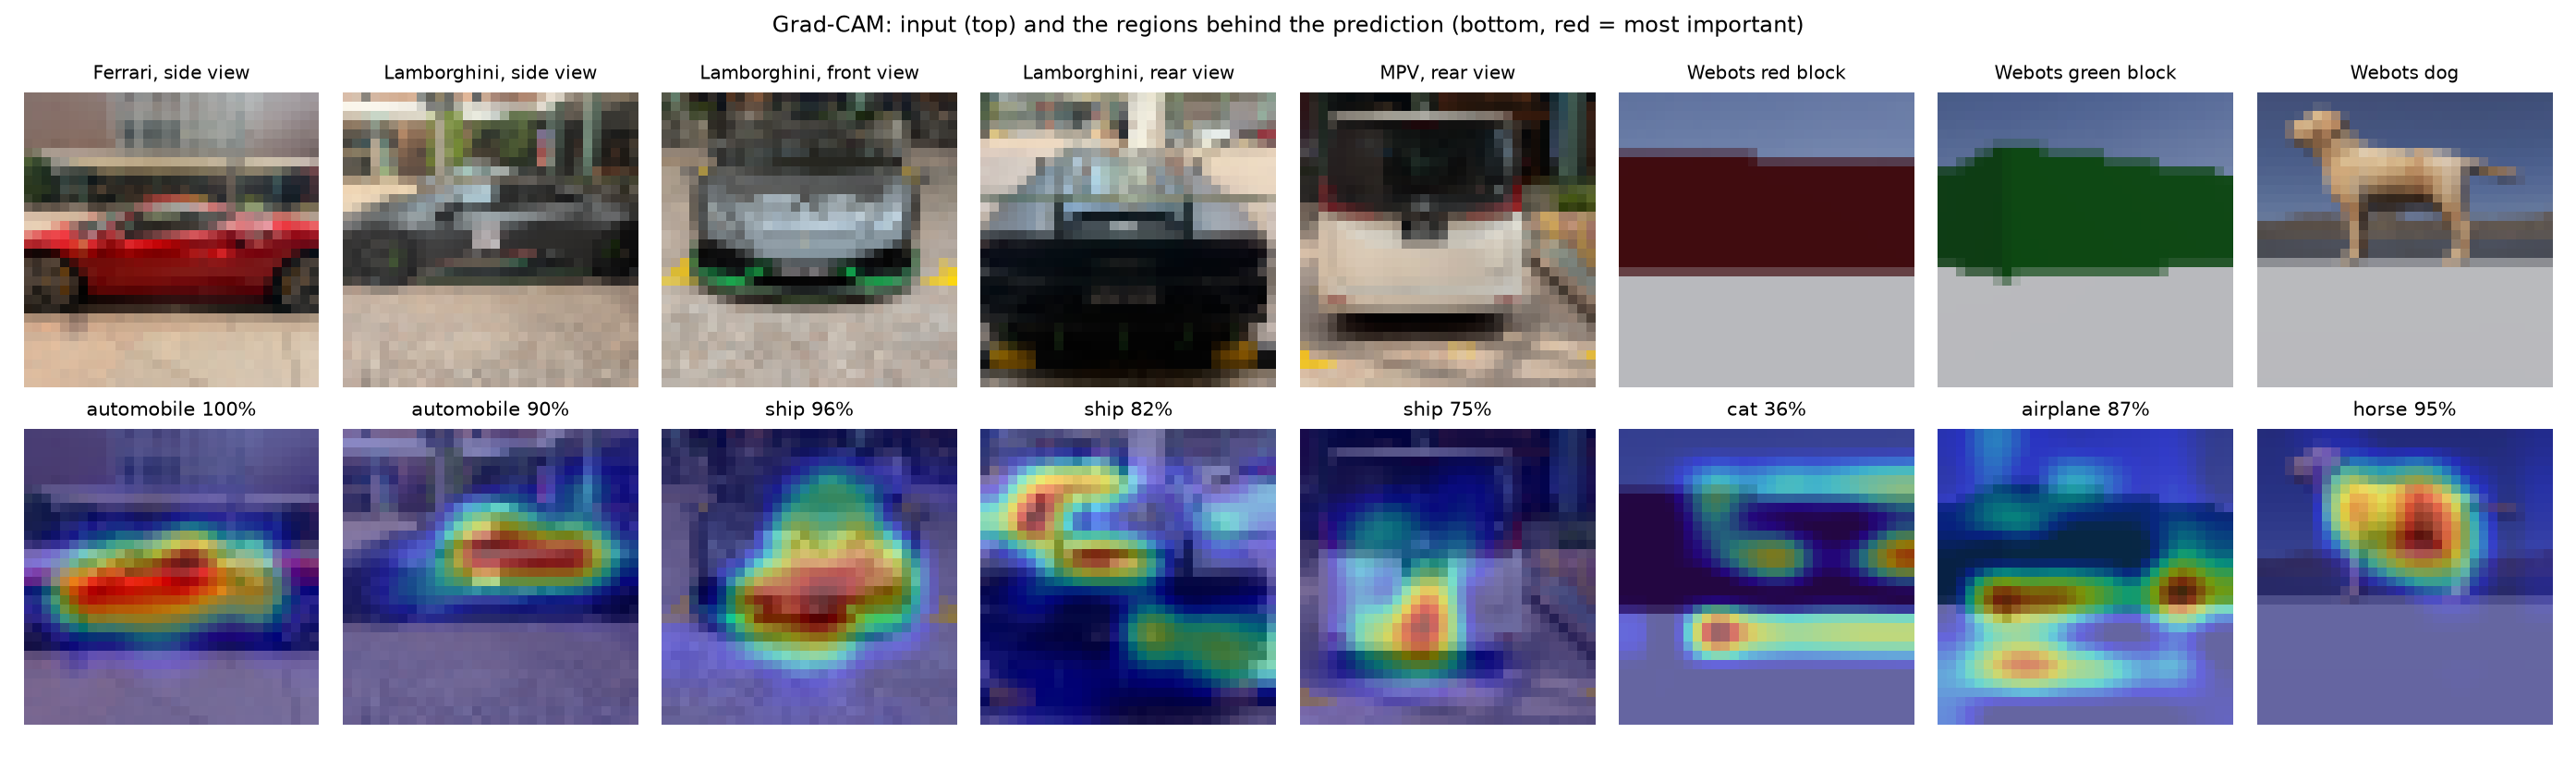 Grad-CAM: input (top) and the regions behind the prediction (bottom, red = most important)
Ferrari, side view
Lamborghini, side view
Lamborghini, front view
Lamborghini, rear view
MPV, rear view
Webots red block
Webots green block
Webots dog
automobile 100%
automobile 90%
ship 96%
ship 82%
ship 75%
cat 36%
airplane 87%
horse 95%